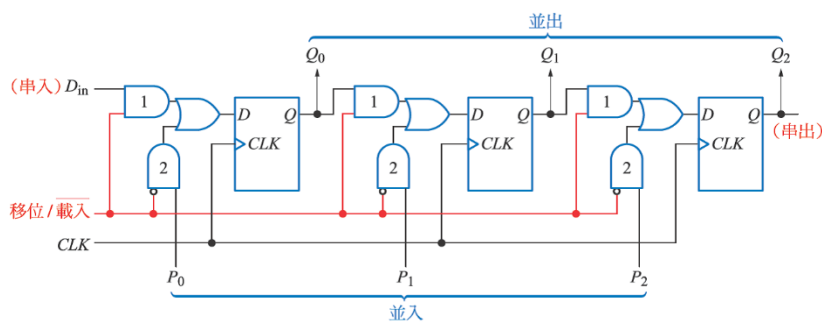 並出
Q₀ Q₁ Q₂
(串入) Dᵢₙ 1 D Q 1 D Q 1 D Q
(串出)
2 CLK 2 CLK 2 CLK
移位/載入
CLK
P₀ P₁ P₂
並入